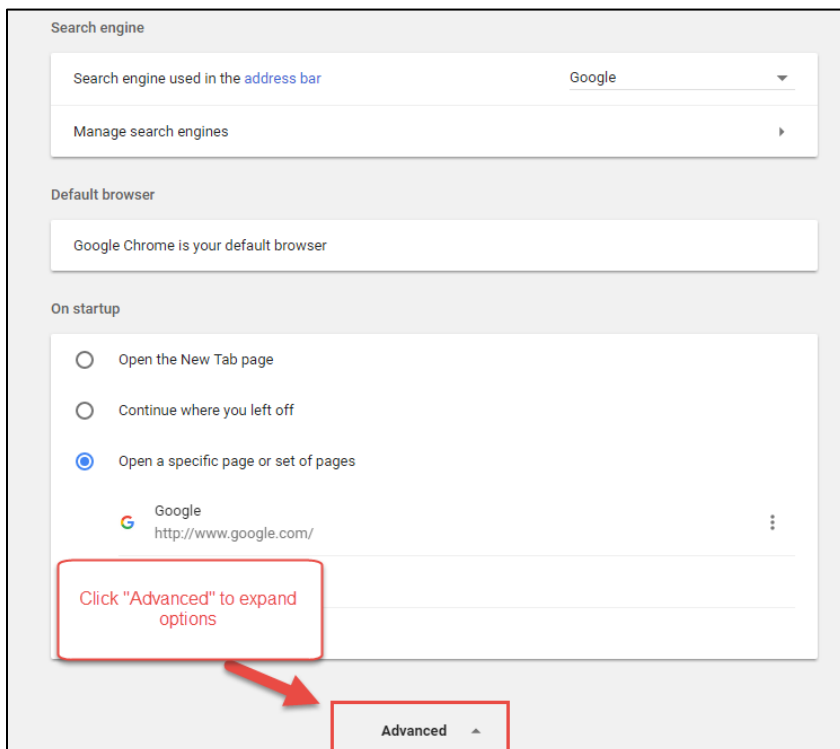 Search engine
Search engine used in the address bar
Google
Manage search engines
Default browser
Google Chrome is your default browser
On startup
Open the New Tab page
Continue where you left off
Open a specific page or set of pages
Google
http://www.google.com/
Click "Advanced" to expand
options
Advanced